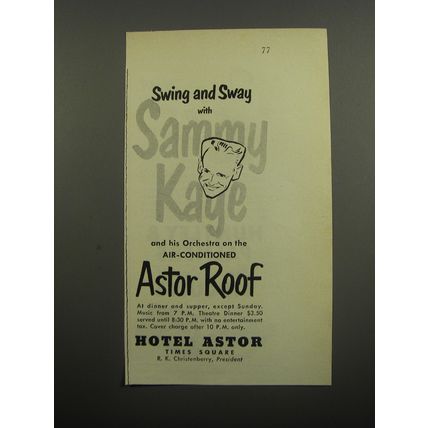 77
Swing and Sway
with
Sammy
Kaye
and his Orchestra on the
AIR-CONDITIONED
Astor Roof
At dinner and supper, except Sunday.
Music from 7 P.M. Theatre Dinner $3.50
served until 8:30 P.M. with no entertainment
tax. Cover charge after 10 P.M. only.
HOTEL ASTOR
TIMES SQUARE
R. K. Christenberry, President